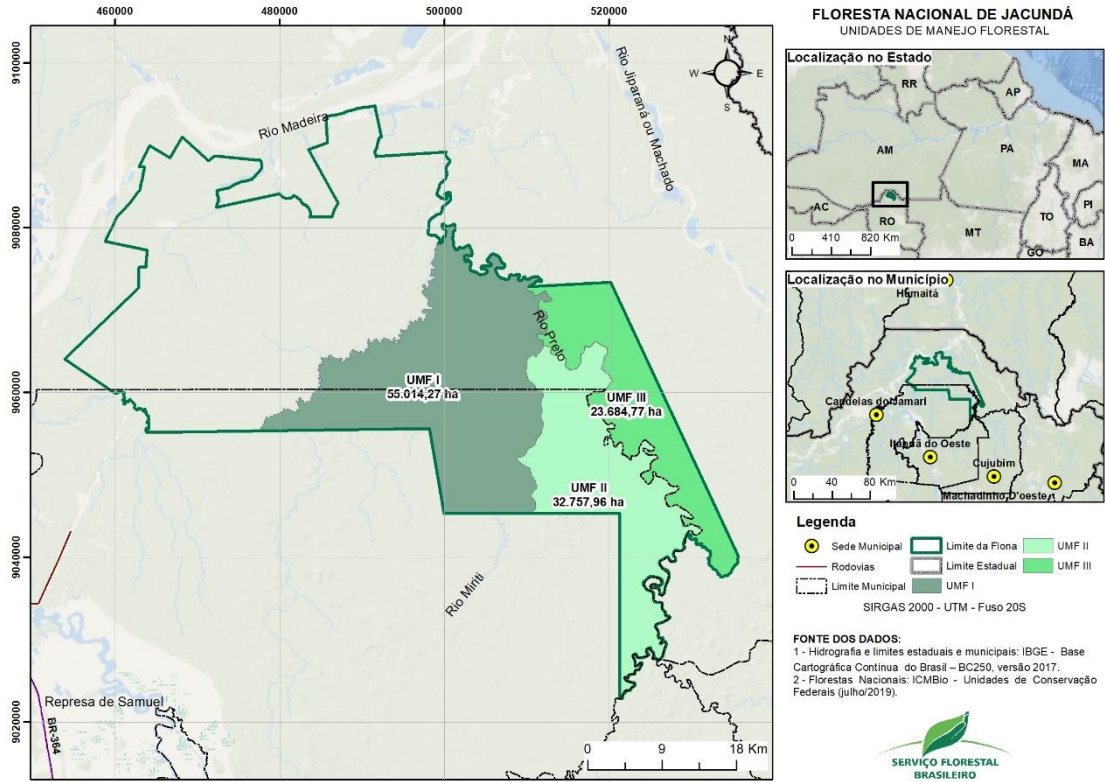 460000
480000
500000
520000
9100000
9080000
9060000
9040000
9020000
Rio Madeira
Rio Jiparaná ou Machado
N
W
E
S
Rio Preto
UMF I
55.014,27 ha
UMF III
23.684,77 ha
UMF II
32.757,96 ha
Rio Miriti
Represa de Samuel
BR-364
0 9 18 Km
FLORESTA NACIONAL DE JACUNDÁ
UNIDADES DE MANEJO FLORESTAL
Localização no Estado
RR
AP
AM
PA
MA
AC
RO
MT
TO
PI
GO
BA
0 410 820 Km
Localização no Município
Humaitá
Candeias do Jamari
Itapuã do Oeste
Cujubim
Machadinho D'oeste
0 40 80 Km
Legenda
Sede Municipal
Limite da Flona
UMF II
Rodovias
Limite Estadual
UMF III
Limite Municipal
UMF I
SIRGAS 2000 - UTM - Fuso 20S
FONTE DOS DADOS:
1 - Hidrografia e limites estaduais e municipais: IBGE - Base
Cartográfica Contínua do Brasil – BC250, versão 2017.
2 - Florestas Nacionais: ICMBio - Unidades de Conservação
Federais (julho/2019).
SERVIÇO FLORESTAL
BRASILEIRO